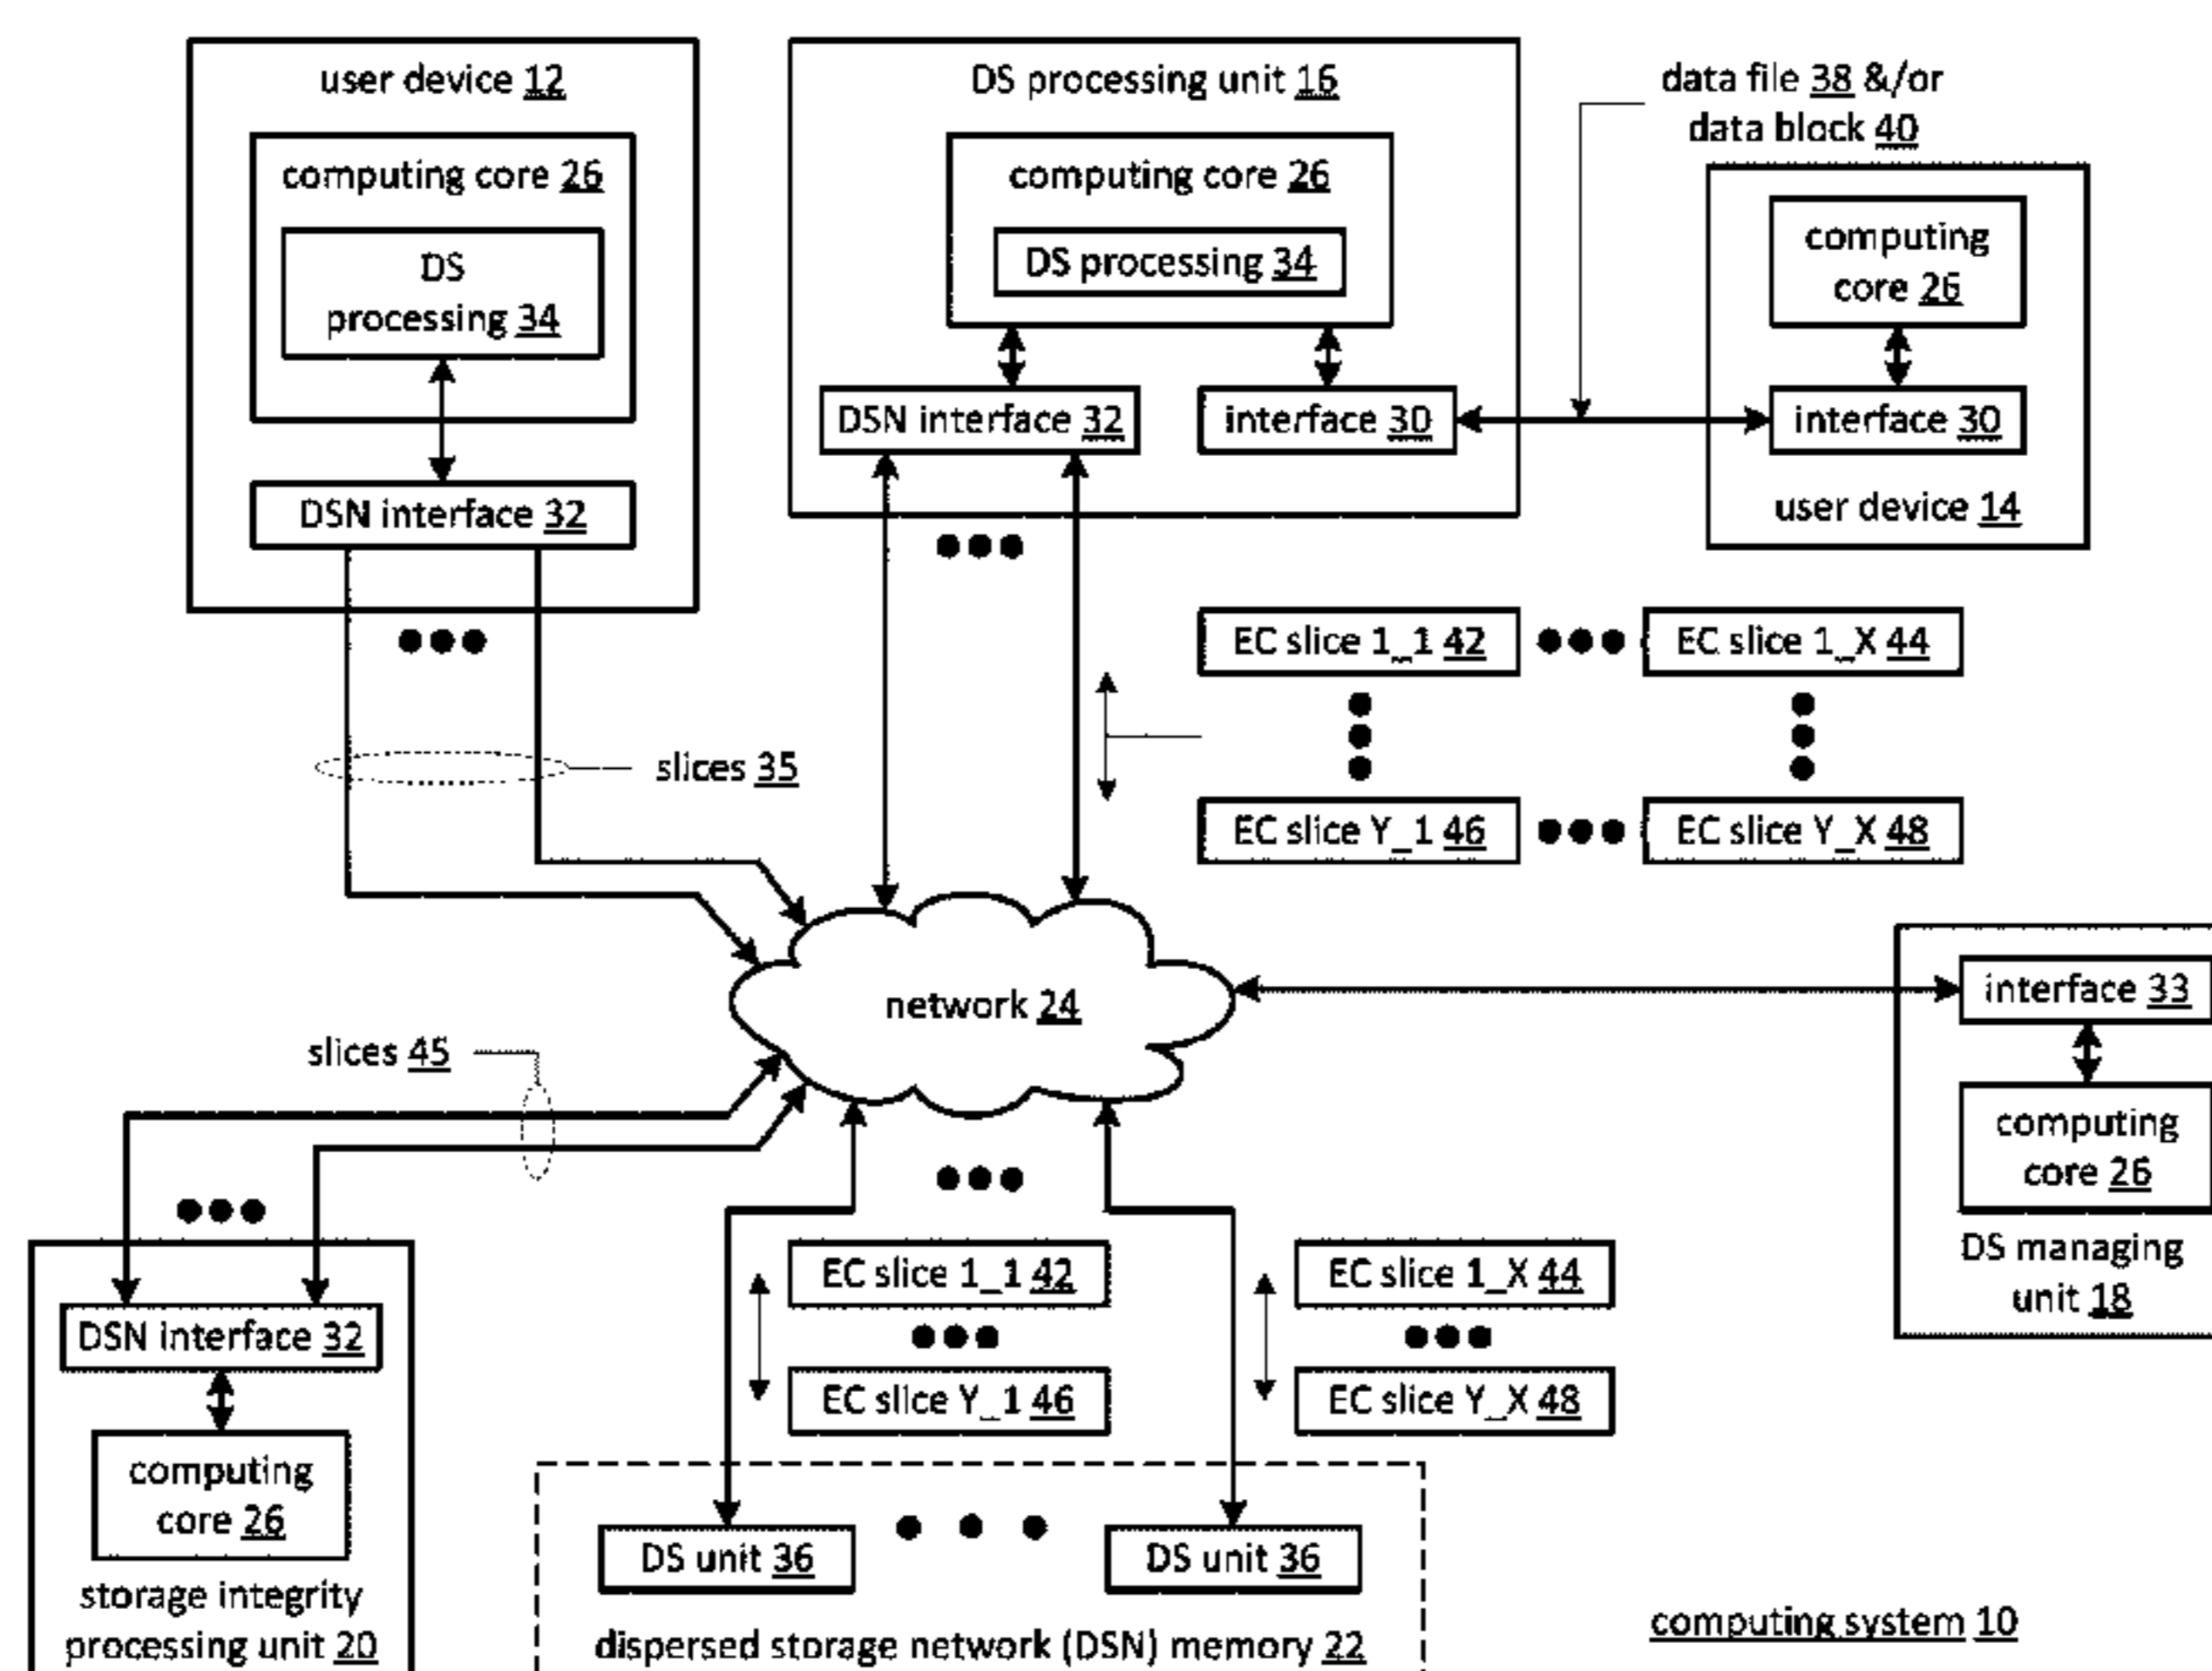 user device 12
computing core 26
DS
processing 34
DSN interface 32
DS processing unit 16
computing core 26
DS processing 34
DSN interface 32
interface 30
data file 38 &/or
data block 40
computing
core 26
interface 30
user device 14
EC slice 1_1 42
EC slice 1_X 44
EC slice Y_1 46
EC slice Y_X 48
slices 35
network 24
interface 33
computing
core 26
DS managing
unit 18
slices 45
DSN interface 32
computing
core 26
storage integrity
processing unit 20
EC slice 1_1 42
EC slice Y_1 46
EC slice 1_X 44
EC slice Y_X 48
DS unit 36
DS unit 36
dispersed storage network (DSN) memory 22
computing system 10